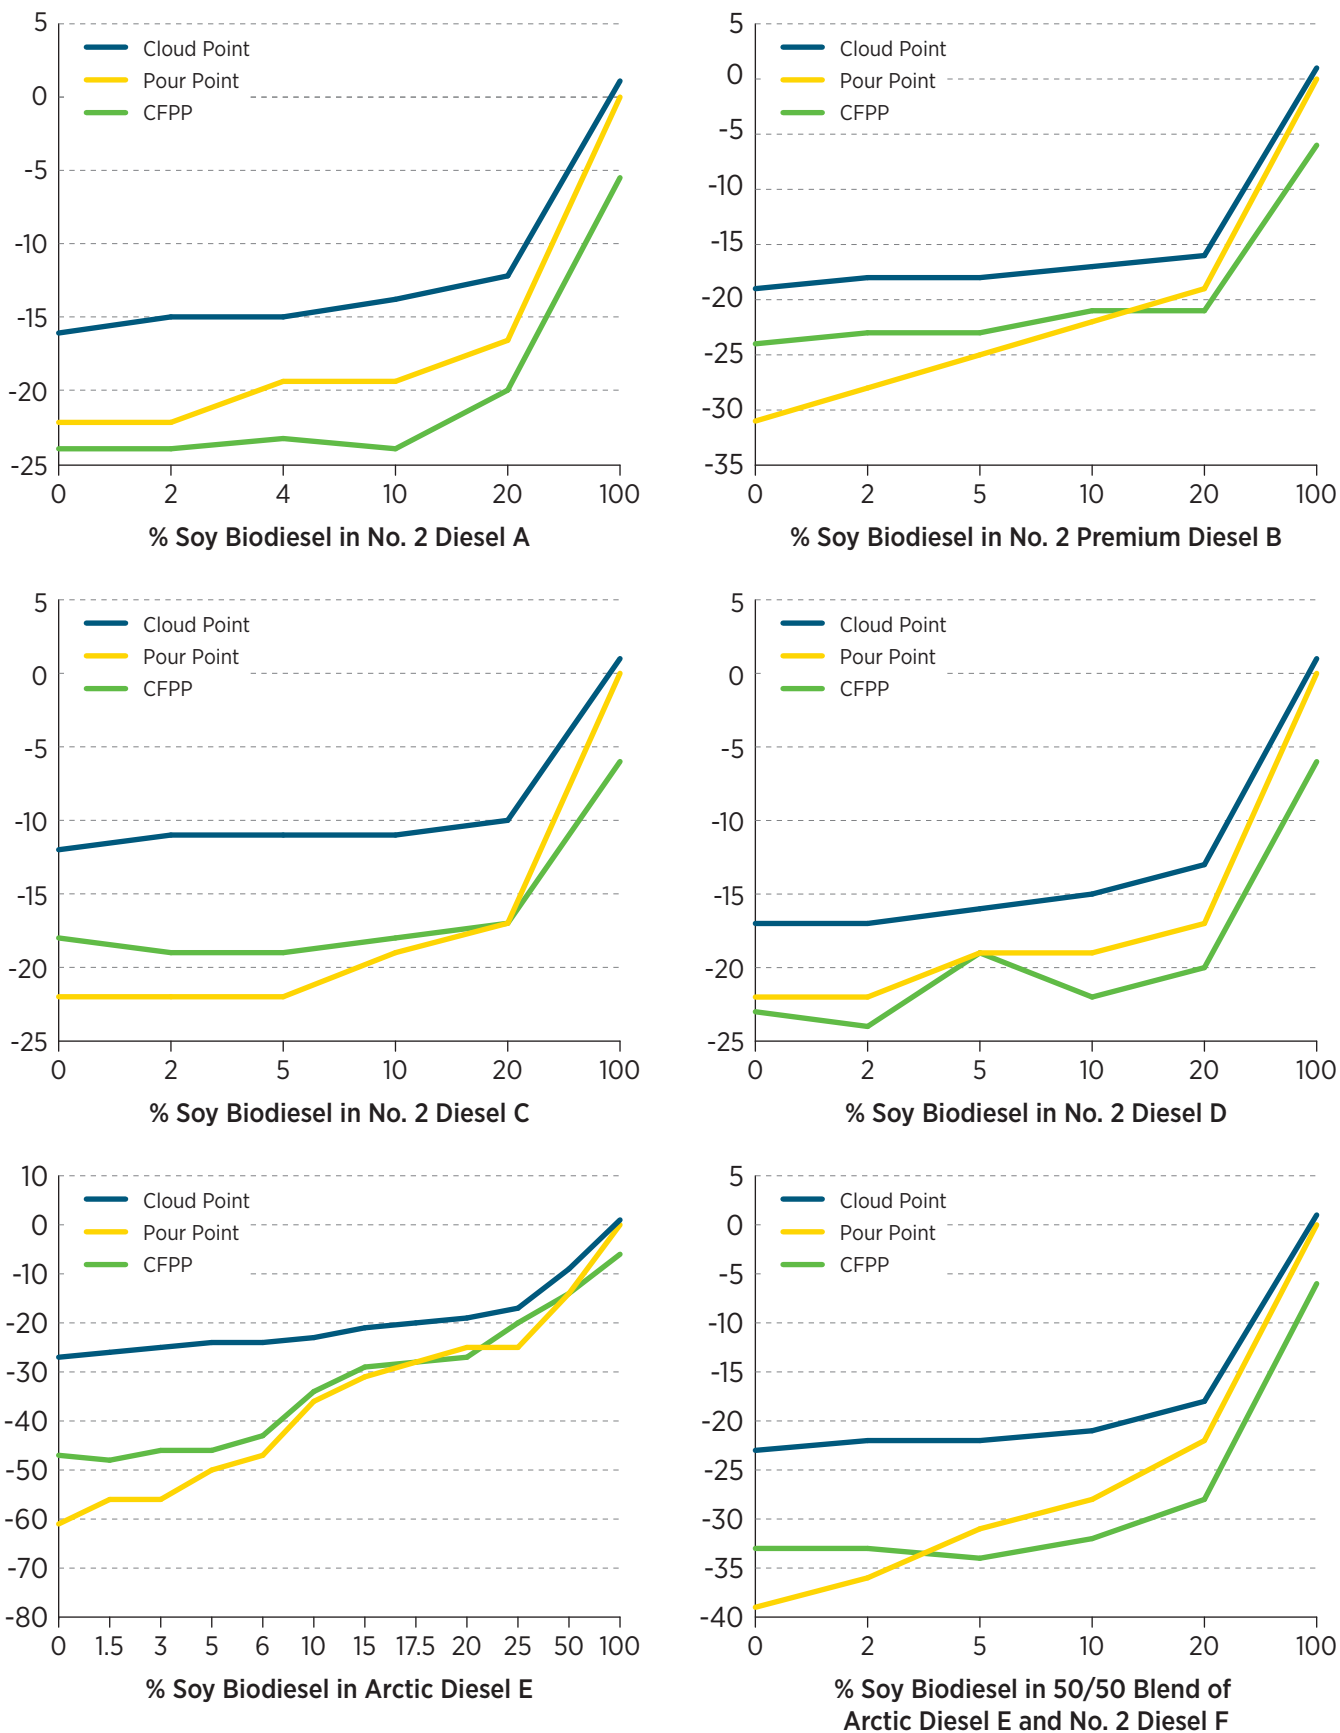 5
0
-5
-10
-15
-20
-25
Cloud Point
Pour Point
CFPP
0 2 4 10 20 100
% Soy Biodiesel in No. 2 Diesel A
5
0
-5
-10
-15
-20
-25
-30
-35
Cloud Point
Pour Point
CFPP
0 2 5 10 20 100
% Soy Biodiesel in No. 2 Premium Diesel B
5
0
-5
-10
-15
-20
-25
Cloud Point
Pour Point
CFPP
0 2 5 10 20 100
% Soy Biodiesel in No. 2 Diesel C
5
0
-5
-10
-15
-20
-25
Cloud Point
Pour Point
CFPP
0 2 5 10 20 100
% Soy Biodiesel in No. 2 Diesel D
10
0
-10
-20
-30
-40
-50
-60
-70
-80
Cloud Point
Pour Point
CFPP
0 1.5 3 5 6 10 15 17.5 20 25 50 100
% Soy Biodiesel in Arctic Diesel E
5
0
-5
-10
-15
-20
-25
-30
-35
-40
Cloud Point
Pour Point
CFPP
0 2 5 10 20 100
% Soy Biodiesel in 50/50 Blend of
Arctic Diesel E and No. 2 Diesel F